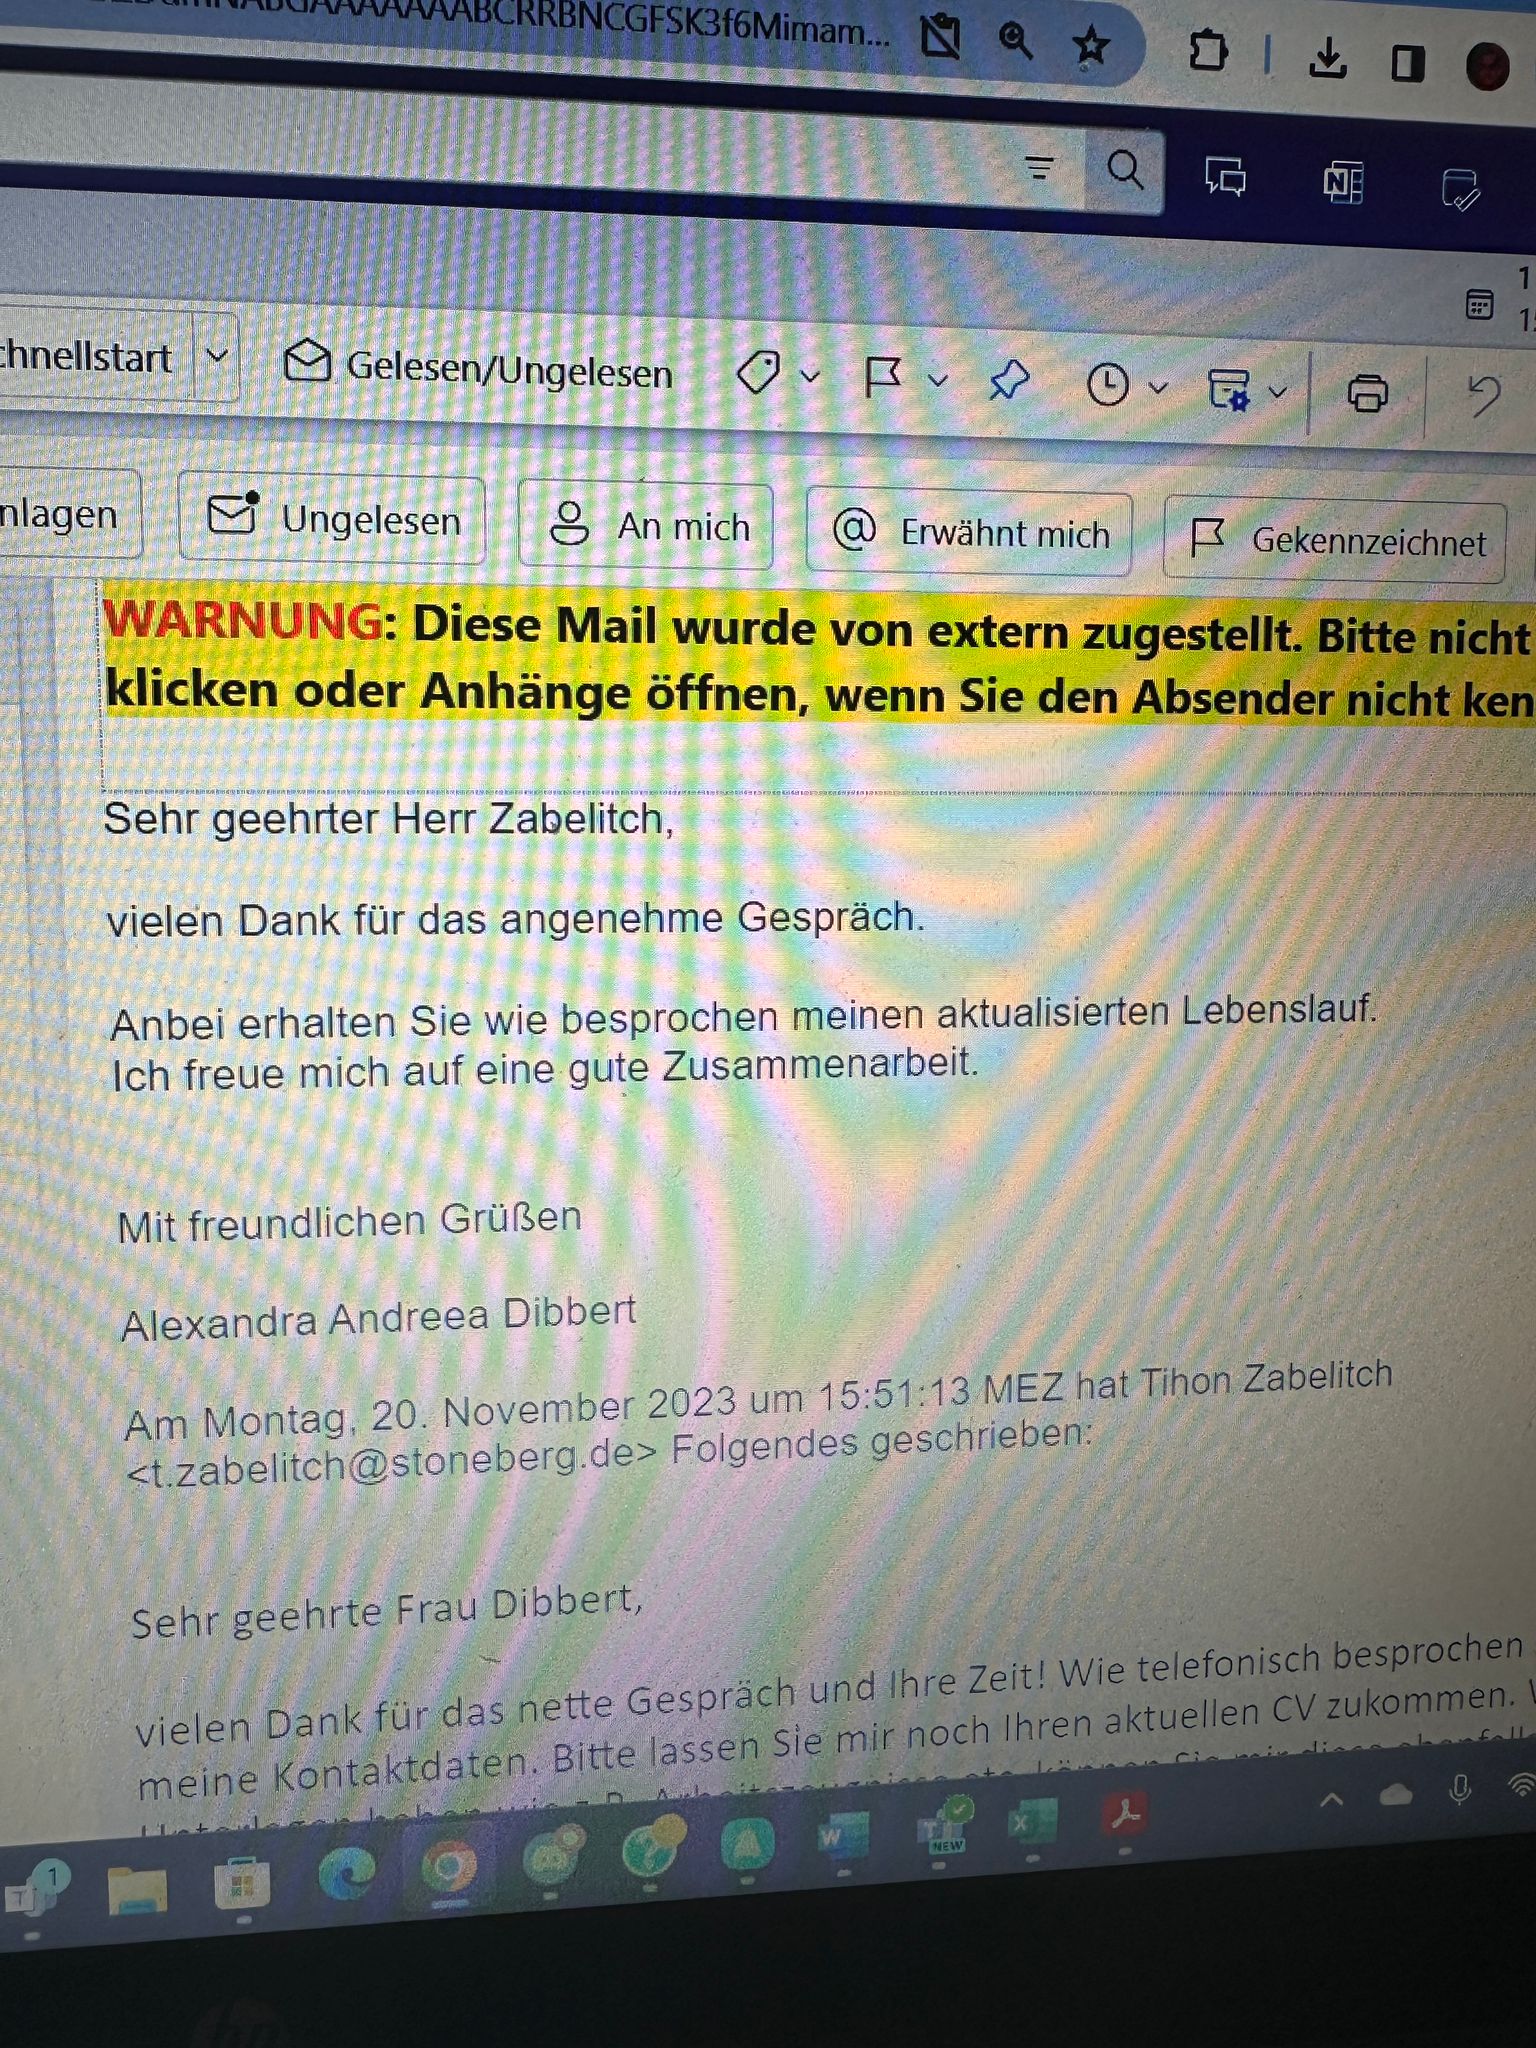 BCRRBNCGFSK3f6Mimam...
1
hnellstart
Gelesen/Ungelesen
nlagen
Ungelesen
An mich
@ Erwähnt mich
Gekennzeichnet
WARNUNG: Diese Mail wurde von extern zugestellt. Bitte nicht
klicken oder Anhänge öffnen, wenn Sie den Absender nicht ken
Sehr geehrter Herr Zabelitch,
vielen Dank für das angenehme Gespräch.
Anbei erhalten Sie wie besprochen meinen aktualisierten Lebenslauf.
Ich freue mich auf eine gute Zusammenarbeit.
Mit freundlichen Grüßen
Alexandra Andreea Dibbert
Am Montag, 20. November 2023 um 15:51:13 MEZ hat Tihon Zabelitch
<t.zabelitch@stoneberg.de> Folgendes geschrieben:
Sehr geehrte Frau Dibbert,
vielen Dank für das nette Gespräch und Ihre Zeit! Wie telefonisch besprochen
meine Kontaktdaten. Bitte lassen Sie mir noch Ihren aktuellen CV zukommen.
1
NEW
hp